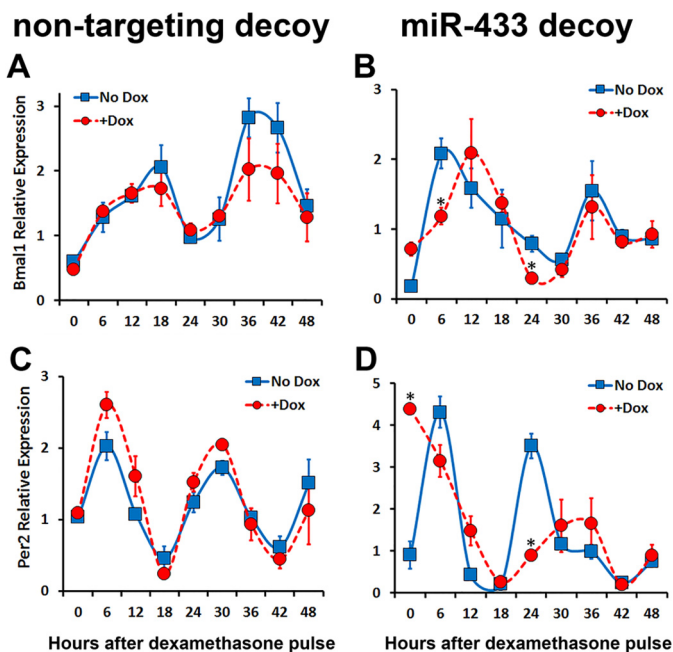 non-targeting decoy
miR-433 decoy
A
No Dox
+Dox
Bmal1 Relative Expression
3
2
1
0
0 6 12 18 24 30 36 42 48
B
No Dox
+Dox
3
2
1
0
*
*
0 6 12 18 24 30 36 42 48
C
No Dox
+Dox
Per2 Relative Expression
3
2
1
0
0 6 12 18 24 30 36 42 48
Hours after dexamethasone pulse
D
No Dox
+Dox
5
4
3
2
1
0
*
*
0 6 12 18 24 30 36 42 48
Hours after dexamethasone pulse